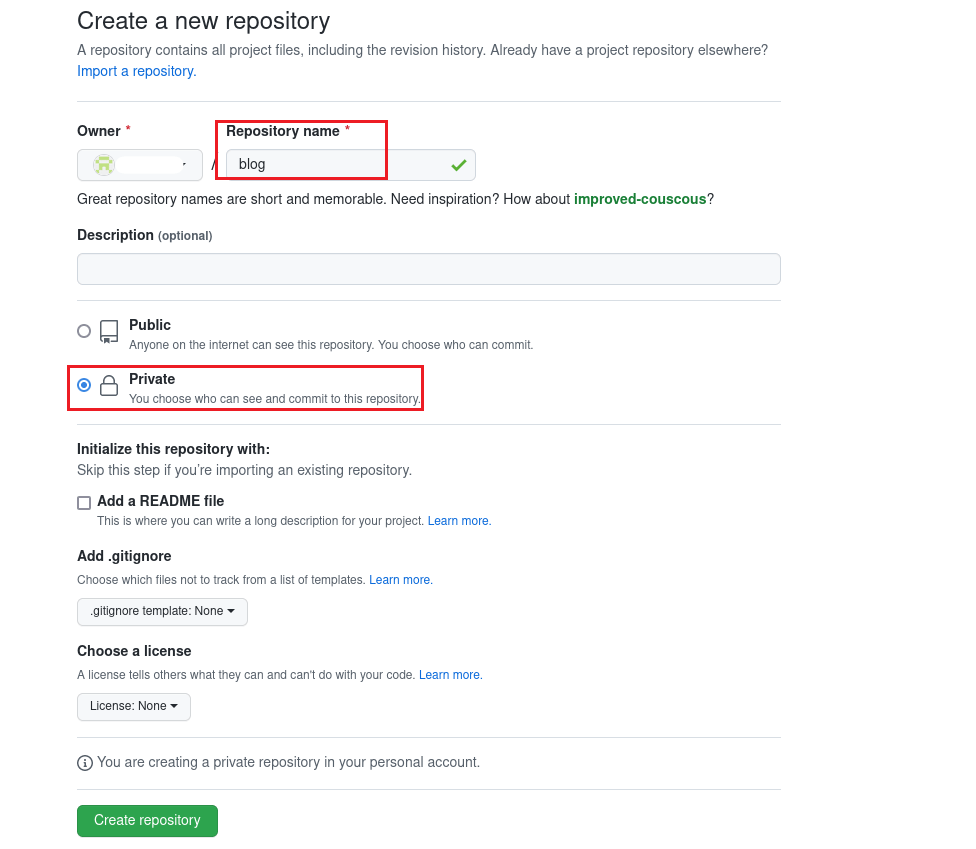 Create a new repository
A repository contains all project files, including the revision history. Already have a project repository elsewhere?
Import a repository.
Owner * Repository name *
/ blog
Great repository names are short and memorable. Need inspiration? How about improved-couscous?
Description (optional)
Public
Anyone on the internet can see this repository. You choose who can commit.
Private
You choose who can see and commit to this repository.
Initialize this repository with:
Skip this step if you’re importing an existing repository.
Add a README file
This is where you can write a long description for your project. Learn more.
Add .gitignore
Choose which files not to track from a list of templates. Learn more.
.gitignore template: None
Choose a license
A license tells others what they can and can't do with your code. Learn more.
License: None
You are creating a private repository in your personal account.
Create repository